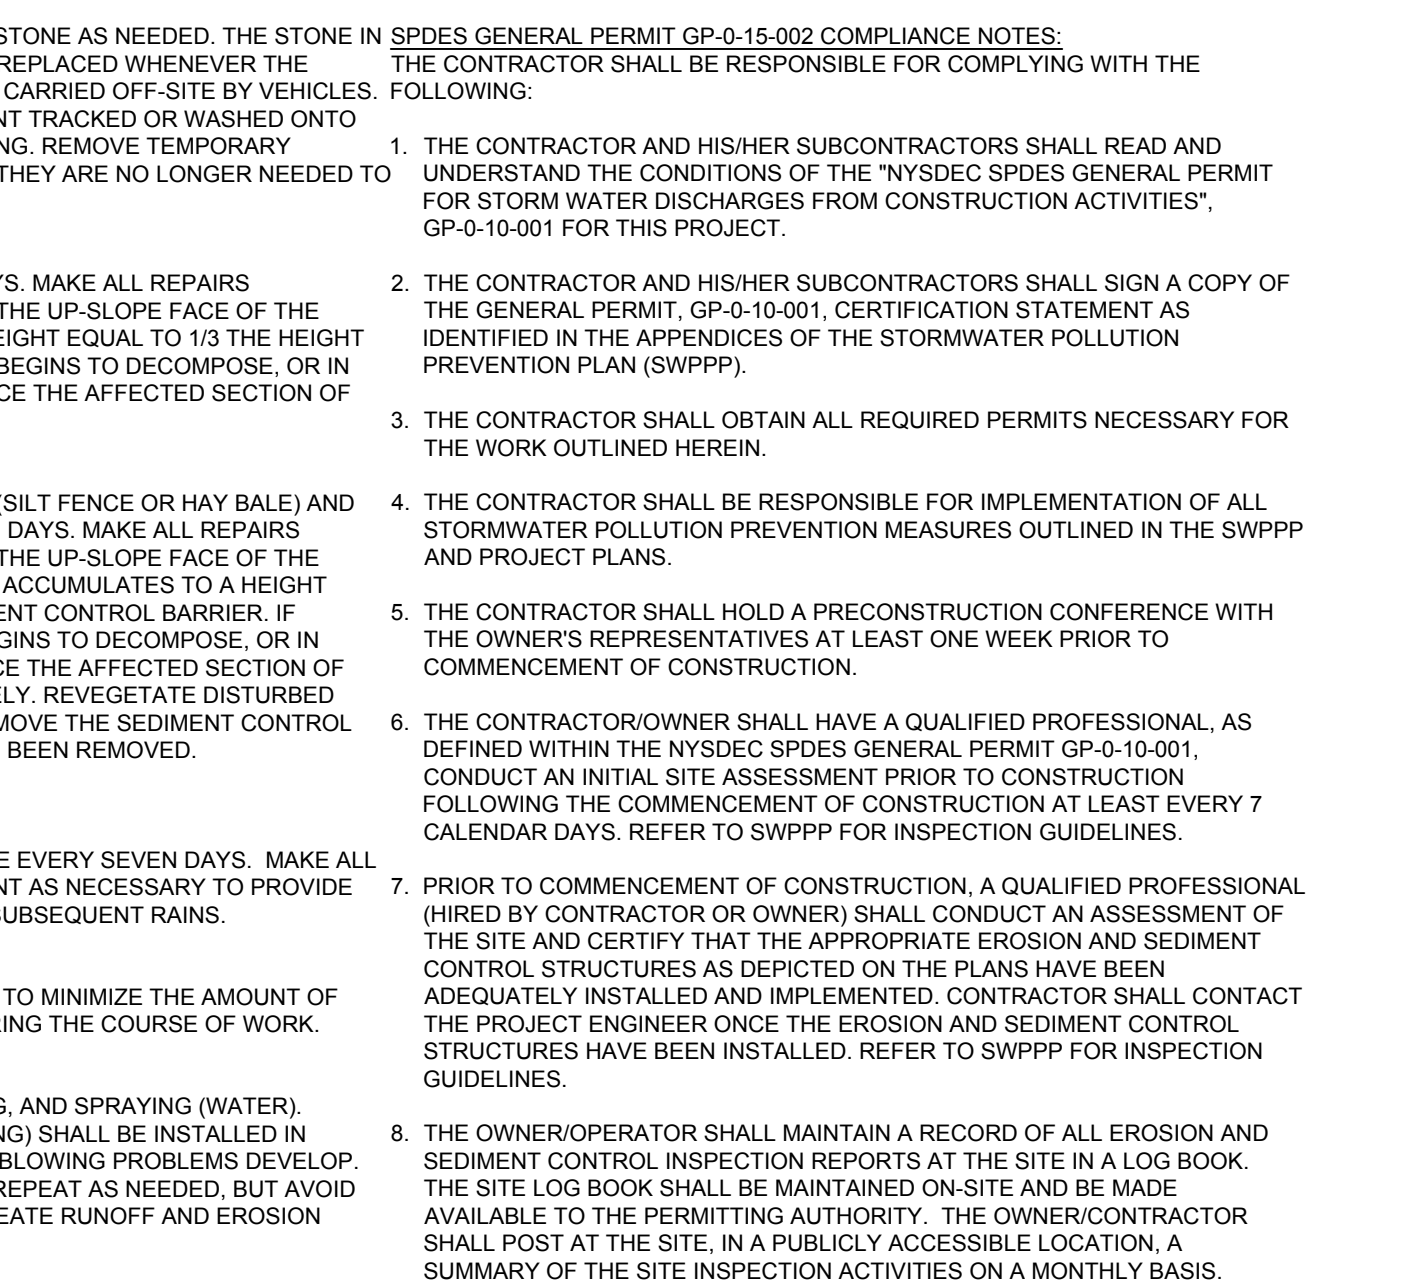 STONE AS NEEDED. THE STONE IN
REPLACED WHENEVER THE
CARRIED OFF-SITE BY VEHICLES.
NT TRACKED OR WASHED ONTO
NG. REMOVE TEMPORARY
THEY ARE NO LONGER NEEDED TO
YS. MAKE ALL REPAIRS
THE UP-SLOPE FACE OF THE
EIGHT EQUAL TO 1/3 THE HEIGHT
BEGINS TO DECOMPOSE, OR IN
CE THE AFFECTED SECTION OF
(SILT FENCE OR HAY BALE) AND
DAYS. MAKE ALL REPAIRS
THE UP-SLOPE FACE OF THE
ACCUMULATES TO A HEIGHT
ENT CONTROL BARRIER. IF
GINS TO DECOMPOSE, OR IN
CE THE AFFECTED SECTION OF
ELY. REVEGETATE DISTURBED
MOVE THE SEDIMENT CONTROL
BEEN REMOVED.
E EVERY SEVEN DAYS.  MAKE ALL
NT AS NECESSARY TO PROVIDE
SUBSEQUENT RAINS.
TO MINIMIZE THE AMOUNT OF
RING THE COURSE OF WORK.
G, AND SPRAYING (WATER).
NG) SHALL BE INSTALLED IN
BLOWING PROBLEMS DEVELOP.
REPEAT AS NEEDED, BUT AVOID
EATE RUNOFF AND EROSION
SPDES GENERAL PERMIT GP-0-15-002 COMPLIANCE NOTES:
THE CONTRACTOR SHALL BE RESPONSIBLE FOR COMPLYING WITH THE
FOLLOWING:
1. THE CONTRACTOR AND HIS/HER SUBCONTRACTORS SHALL READ AND
UNDERSTAND THE CONDITIONS OF THE "NYSDEC SPDES GENERAL PERMIT
FOR STORM WATER DISCHARGES FROM CONSTRUCTION ACTIVITIES",
GP-0-10-001 FOR THIS PROJECT.
2. THE CONTRACTOR AND HIS/HER SUBCONTRACTORS SHALL SIGN A COPY OF
THE GENERAL PERMIT, GP-0-10-001, CERTIFICATION STATEMENT AS
IDENTIFIED IN THE APPENDICES OF THE STORMWATER POLLUTION
PREVENTION PLAN (SWPPP).
3. THE CONTRACTOR SHALL OBTAIN ALL REQUIRED PERMITS NECESSARY FOR
THE WORK OUTLINED HEREIN.
4. THE CONTRACTOR SHALL BE RESPONSIBLE FOR IMPLEMENTATION OF ALL
STORMWATER POLLUTION PREVENTION MEASURES OUTLINED IN THE SWPPP
AND PROJECT PLANS.
5. THE CONTRACTOR SHALL HOLD A PRECONSTRUCTION CONFERENCE WITH
THE OWNER'S REPRESENTATIVES AT LEAST ONE WEEK PRIOR TO
COMMENCEMENT OF CONSTRUCTION.
6. THE CONTRACTOR/OWNER SHALL HAVE A QUALIFIED PROFESSIONAL, AS
DEFINED WITHIN THE NYSDEC SPDES GENERAL PERMIT GP-0-10-001,
CONDUCT AN INITIAL SITE ASSESSMENT PRIOR TO CONSTRUCTION
FOLLOWING THE COMMENCEMENT OF CONSTRUCTION AT LEAST EVERY 7
CALENDAR DAYS. REFER TO SWPPP FOR INSPECTION GUIDELINES.
7. PRIOR TO COMMENCEMENT OF CONSTRUCTION, A QUALIFIED PROFESSIONAL
(HIRED BY CONTRACTOR OR OWNER) SHALL CONDUCT AN ASSESSMENT OF
THE SITE AND CERTIFY THAT THE APPROPRIATE EROSION AND SEDIMENT
CONTROL STRUCTURES AS DEPICTED ON THE PLANS HAVE BEEN
ADEQUATELY INSTALLED AND IMPLEMENTED. CONTRACTOR SHALL CONTACT
THE PROJECT ENGINEER ONCE THE EROSION AND SEDIMENT CONTROL
STRUCTURES HAVE BEEN INSTALLED. REFER TO SWPPP FOR INSPECTION
GUIDELINES.
8. THE OWNER/OPERATOR SHALL MAINTAIN A RECORD OF ALL EROSION AND
SEDIMENT CONTROL INSPECTION REPORTS AT THE SITE IN A LOG BOOK.
THE SITE LOG BOOK SHALL BE MAINTAINED ON-SITE AND BE MADE
AVAILABLE TO THE PERMITTING AUTHORITY.  THE OWNER/CONTRACTOR
SHALL POST AT THE SITE, IN A PUBLICLY ACCESSIBLE LOCATION, A
SUMMARY OF THE SITE INSPECTION ACTIVITIES ON A MONTHLY BASIS.